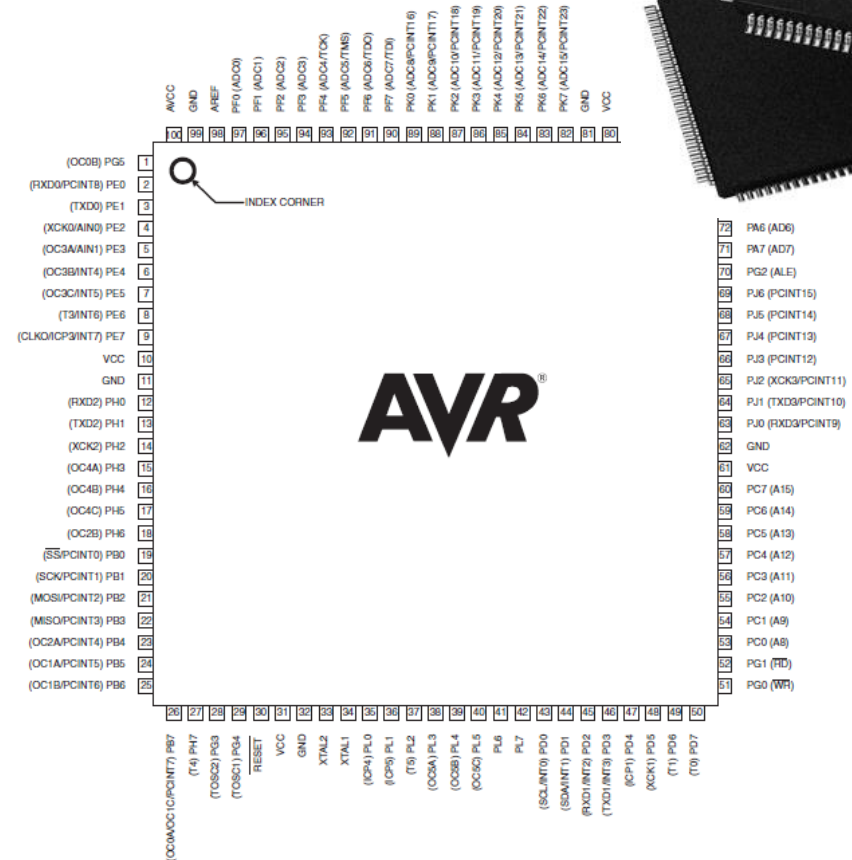 AVCC
GND
AREF
PF0 (ADC0)
PF1 (ADC1)
PF2 (ADC2)
PF3 (ADC3)
PF4 (ADC4/TCK)
PF5 (ADC5/TMS)
PF6 (ADC6/TDO)
PF7 (ADC7/TDI)
PK0 (ADC8/PCINT16)
PK1 (ADC9/PCINT17)
PK2 (ADC10/PCINT18)
PK3 (ADC11/PCINT19)
PK4 (ADC12/PCINT20)
PK5 (ADC13/PCINT21)
PK6 (ADC14/PCINT22)
PK7 (ADC15/PCINT23)
GND
VCC
100 99 98 97 96 95 94 93 92 91 90 89 88 87 86 85 84 83 82 81 80
(OC0B) PG5 1
(RXD0/PCINT8) PE0 2
(TXD0) PE1 3
(XCK0/AIN0) PE2 4
(OC3A/AIN1) PE3 5
(OC3B/INT4) PE4 6
(OC3C/INT5) PE5 7
(T3/INT6) PE6 8
(CLKO/ICP3/INT7) PE7 9
VCC 10
GND 11
(RXD2) PH0 12
(TXD2) PH1 13
(XCK2) PH2 14
(OC4A) PH3 15
(OC4B) PH4 16
(OC4C) PH5 17
(OC2B) PH6 18
(SS/PCINT0) PB0 19
(SCK/PCINT1) PB1 20
(MOSI/PCINT2) PB2 21
(MISO/PCINT3) PB3 22
(OC2A/PCINT4) PB4 23
(OC1A/PCINT5) PB5 24
(OC1B/PCINT6) PB6 25
INDEX CORNER
AVR®
72 PA6 (AD6)
71 PA7 (AD7)
70 PG2 (ALE)
69 PJ6 (PCINT15)
68 PJ5 (PCINT14)
67 PJ4 (PCINT13)
66 PJ3 (PCINT12)
65 PJ2 (XCK3/PCINT11)
64 PJ1 (TXD3/PCINT10)
63 PJ0 (RXD3/PCINT9)
62 GND
61 VCC
60 PC7 (A15)
59 PC6 (A14)
58 PC5 (A13)
57 PC4 (A12)
56 PC3 (A11)
55 PC2 (A10)
54 PC1 (A9)
53 PC0 (A8)
52 PG1 (RD)
51 PG0 (WR)
26 27 28 29 30 31 32 33 34 35 36 37 38 39 40 41 42 43 44 45 46 47 48 49 50
(OC0A/OC1C/PCINT7) PB7
(T4) PH7
(TOSC2) PG3
(TOSC1) PG4
RESET
VCC
GND
XTAL2
XTAL1
(ICP4) PL0
(ICP5) PL1
(T5) PL2
(OC5A) PL3
(OC5B) PL4
(OC5C) PL5
PL6
PL7
(SCL/INT0) PD0
(SDA/INT1) PD1
(RXD1/INT2) PD2
(TXD1/INT3) PD3
(ICP1) PD4
(XCK1) PD5
(T1) PD6
(T0) PD7